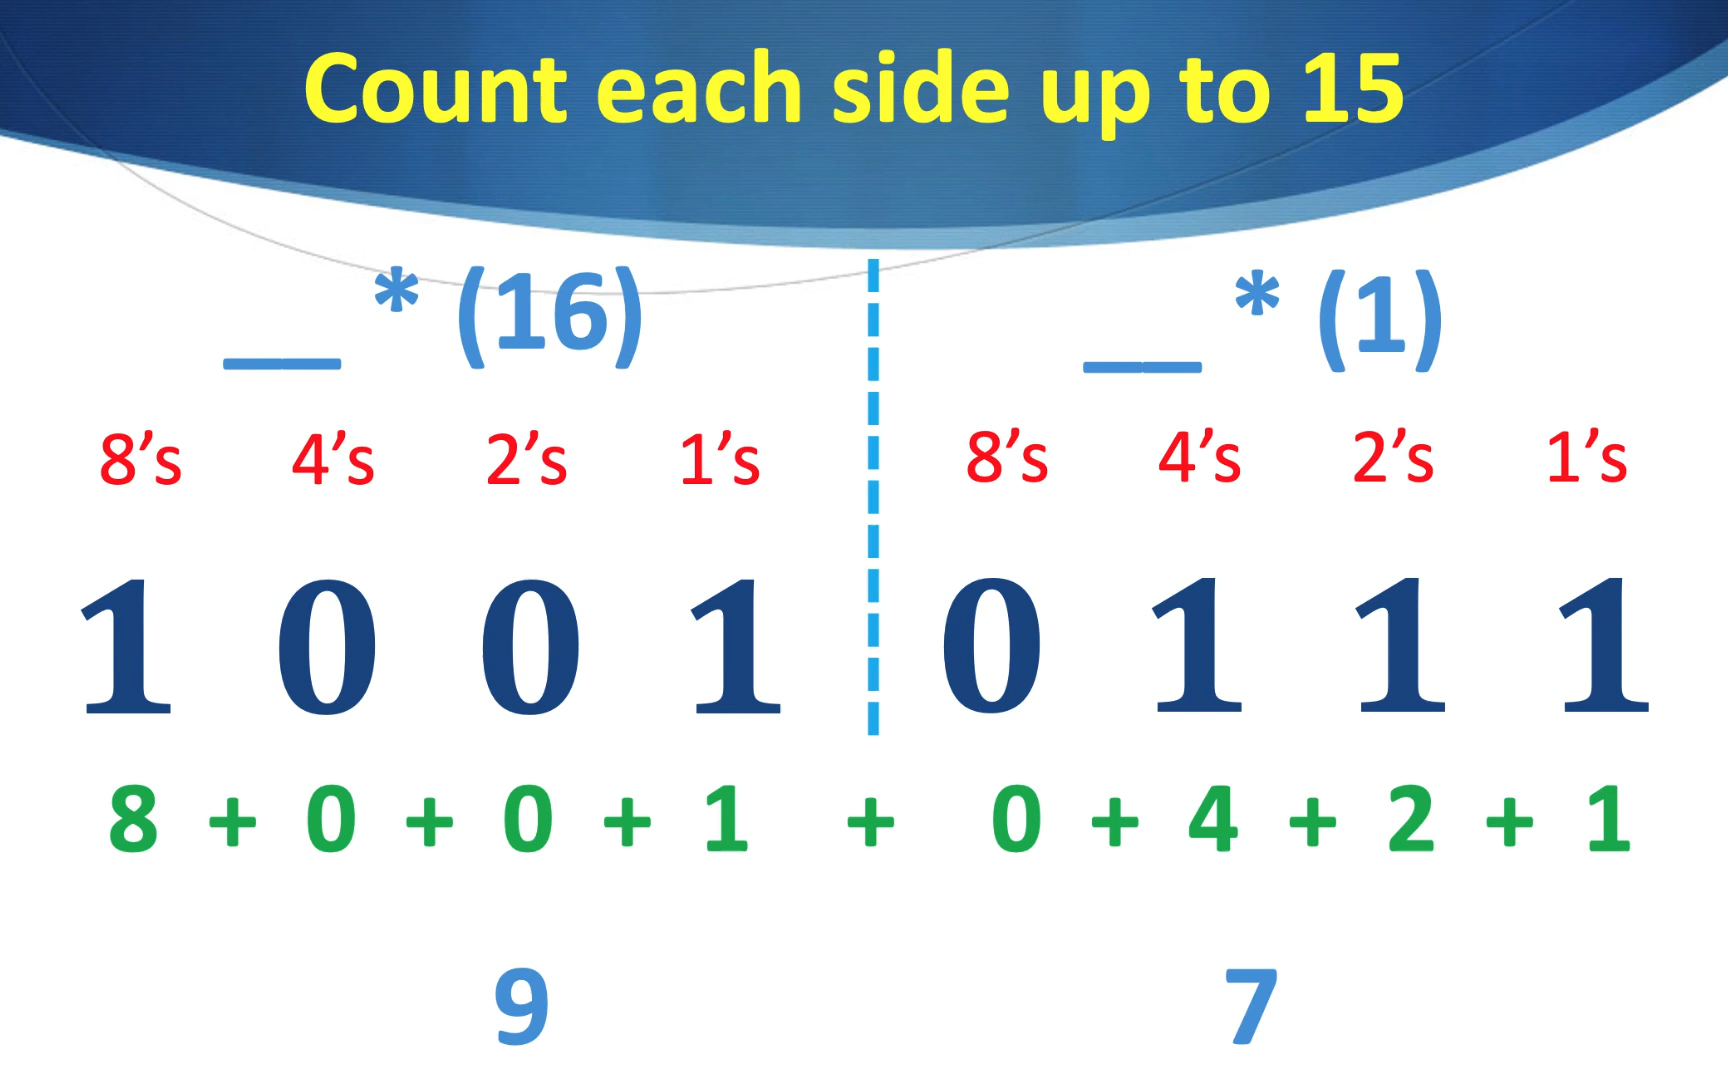 Count each side up to 15
__ * (16) __ * (1)
8’s 4’s 2’s 1’s 8’s 4’s 2’s 1’s
1 0 0 1 0 1 1 1
8 + 0 + 0 + 1 + 0 + 4 + 2 + 1
9 7